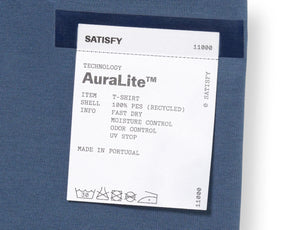 SATISFY
11000
TECHNOLOGY
AuraLite™
ITEM T-SHIRT
SHELL 100% PES (RECYCLED)
INFO FAST DRY
MOISTURE CONTROL
ODOR CONTROL
UV STOP
MADE IN PORTUGAL
© SATISFY
11000